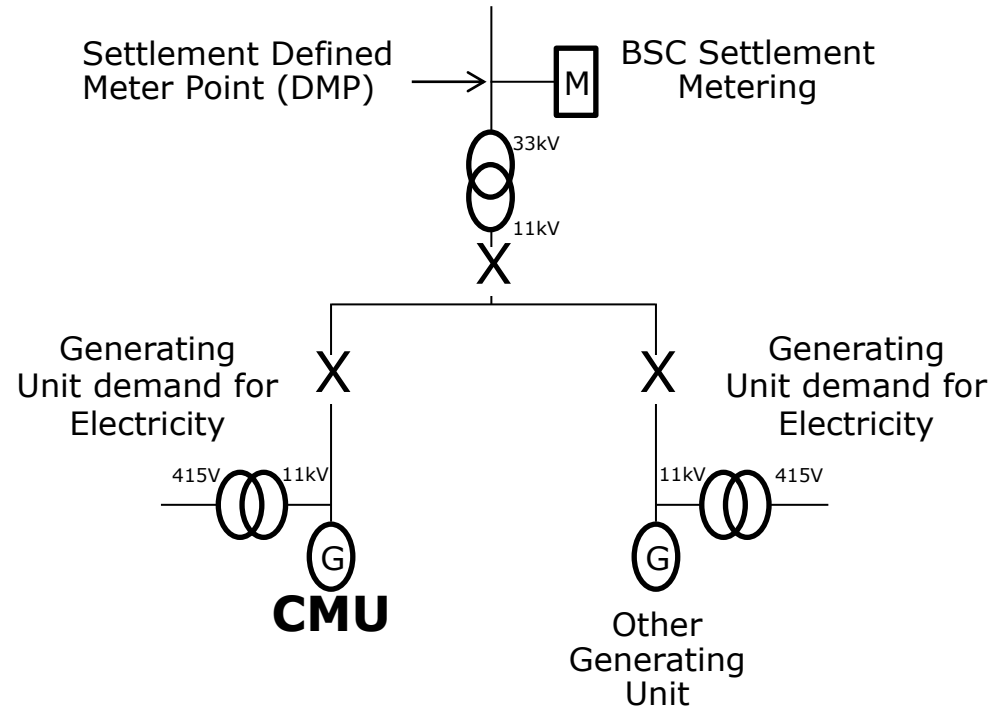 Settlement Defined
Meter Point (DMP)
BSC Settlement
Metering
M
33kV
11kV
X
Generating
Unit demand for
Electricity
X
X
Generating
Unit demand for
Electricity
415V
11kV
11kV
415V
G
CMU
G
Other
Generating
Unit